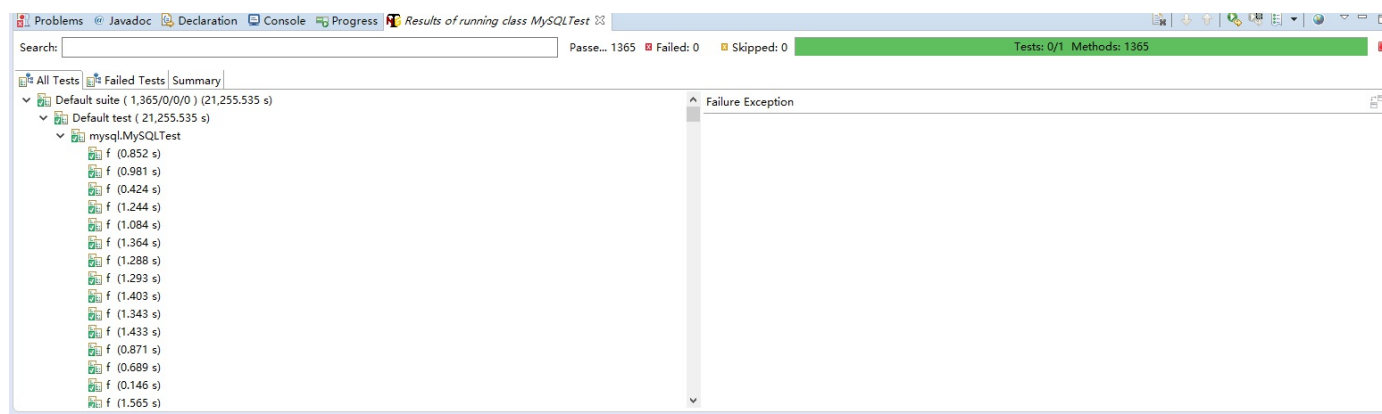 Problems @ Javadoc Declaration Console Progress Results of running class MySQLTest
Search: Passe... 1365 Failed: 0 Skipped: 0 Tests: 0/1 Methods: 1365
All Tests Failed Tests Summary
Default suite ( 1,365/0/0/0 ) (21,255.535 s)
Failure Exception
Default test ( 21,255.535 s)
mysql.MySQLTest
f (0.852 s)
f (0.981 s)
f (0.424 s)
f (1.244 s)
f (1.084 s)
f (1.364 s)
f (1.288 s)
f (1.293 s)
f (1.403 s)
f (1.343 s)
f (1.433 s)
f (0.871 s)
f (0.689 s)
f (0.146 s)
f (1.565 s)